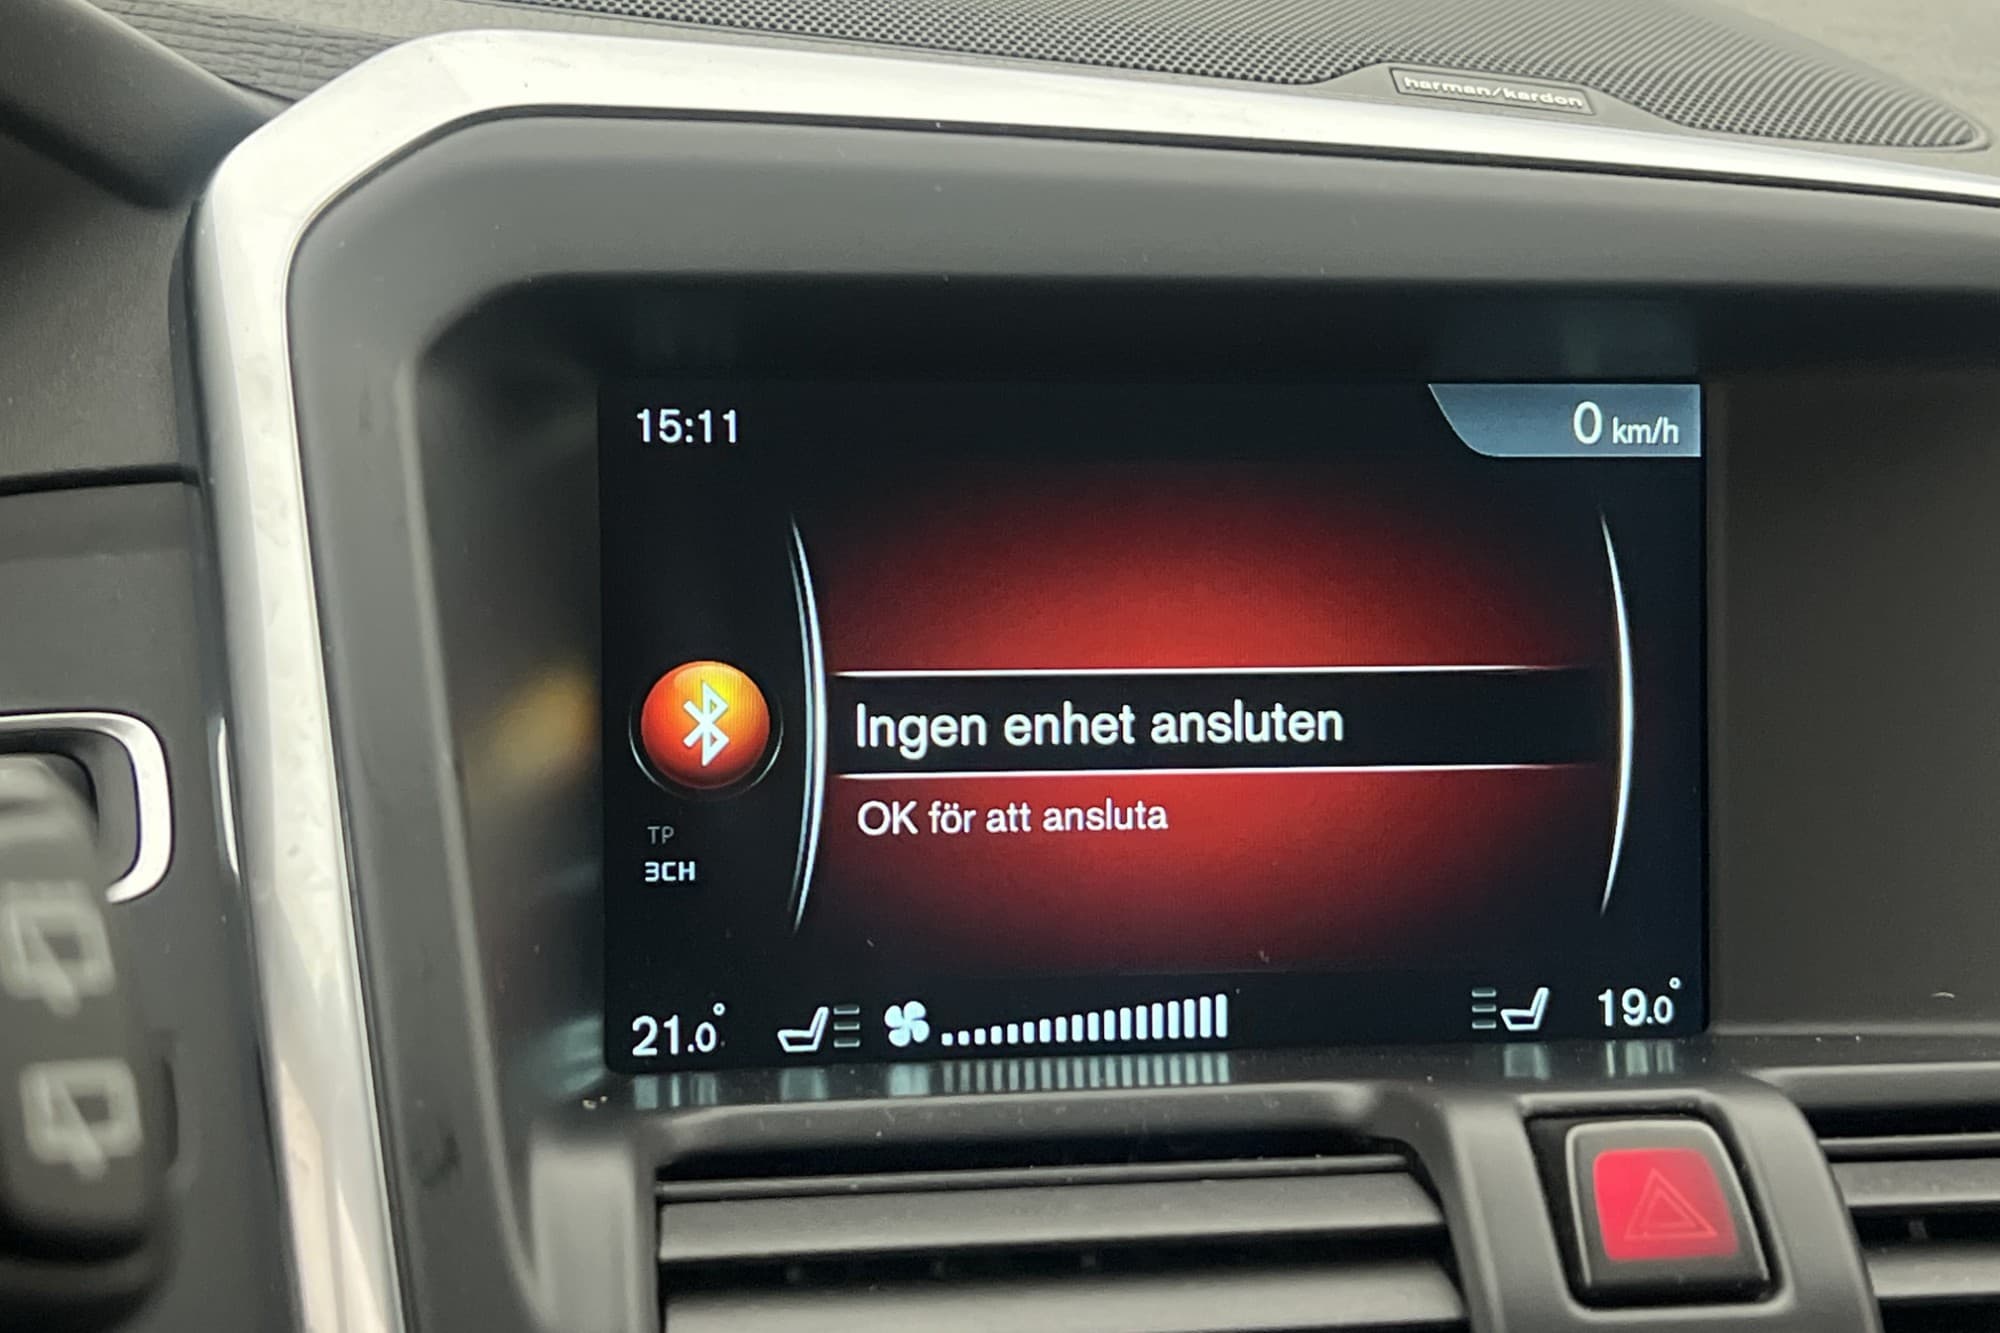 harman/kardon
15:11
0 km/h
Ingen enhet ansluten
OK för att ansluta
TP
3CH
21.0°
19.0°